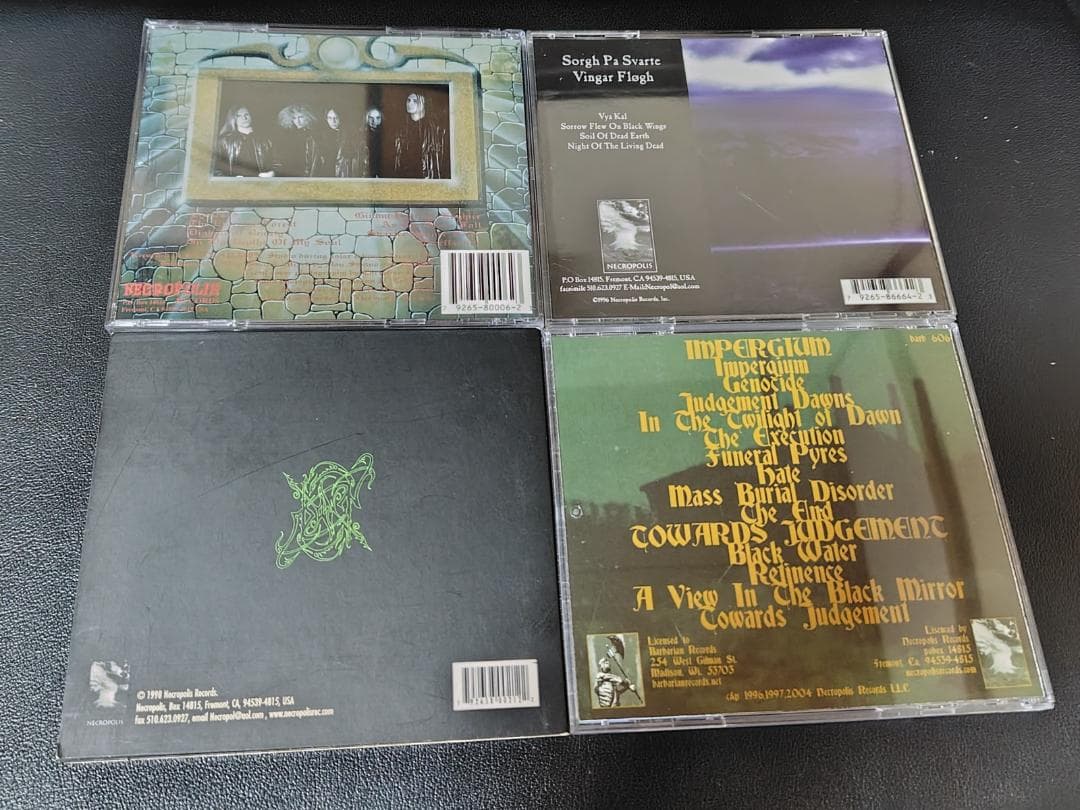 Of My Soul
NECROPOLIS
9265-80006-2
Sorgh Pa Svarte
Vingar Fløgh
Vya Kal
Sorrow Flew On Black Wings
Soil Of Dead Earth
Night Of The Living Dead
NECROPOLIS
P.O Box 14815, Fremont, CA 94539-4815, USA
facsimile 510.623.0927 E-Mail:Necropol@aol.com
©1996 Necropolis Records, Inc.
9265-86664-2
© 1998 Necropolis Records.
Necropolis, Box 14815, Fremont, CA, 94539-4815, USA
fax 510.623.0927, email Necropol@aol.com, www.necropolisrec.com
NECROPOLIS
barb 606
IMPERGIUM
Impergium
Genocide
Judgement Dawns
In The Twilight of Dawn
The Execution
Funeral Pyres
Hate
Mass Burial Disorder
The End
TOWARDS JUDGEMENT
Black Water
Refinence
A View In The Black Mirror
Towards Judgement
Licensed to
Barbarian Records
254 West Gilman St.
Madison, WI. 53703
barbarianrecords.net
Liscenced by
Necropolis Records
pobox 14815
Fremont, Ca. 94539-4815
necropolisrecords.com
c&p 1996,1997,2004 Necropolis Records LLC.